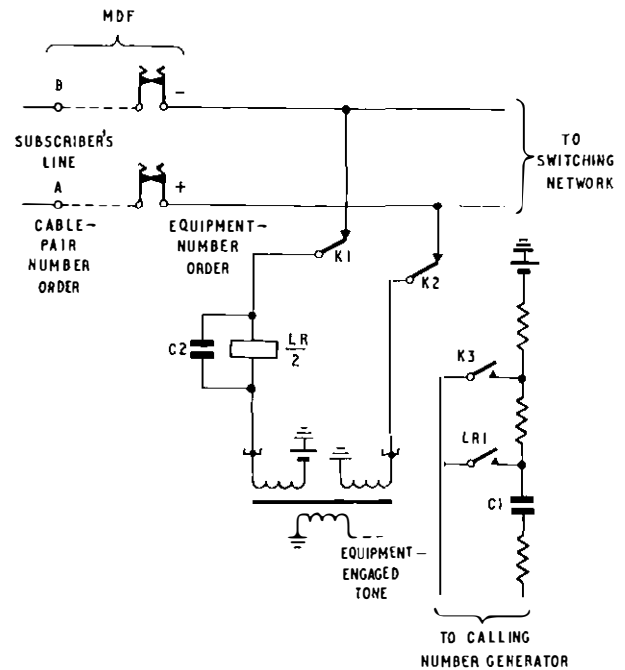 MDF
B
-
SUBSCRIBER'S
LINE
TO
SWITCHING
NETWORK
A
+
CABLE-
PAIR
NUMBER
ORDER
EQUIPMENT-
NUMBER
ORDER
K1
K2
C2
LR
2
K3
LR1
C1
EQUIPMENT-
ENGAGED
TONE
TO CALLING
NUMBER GENERATOR